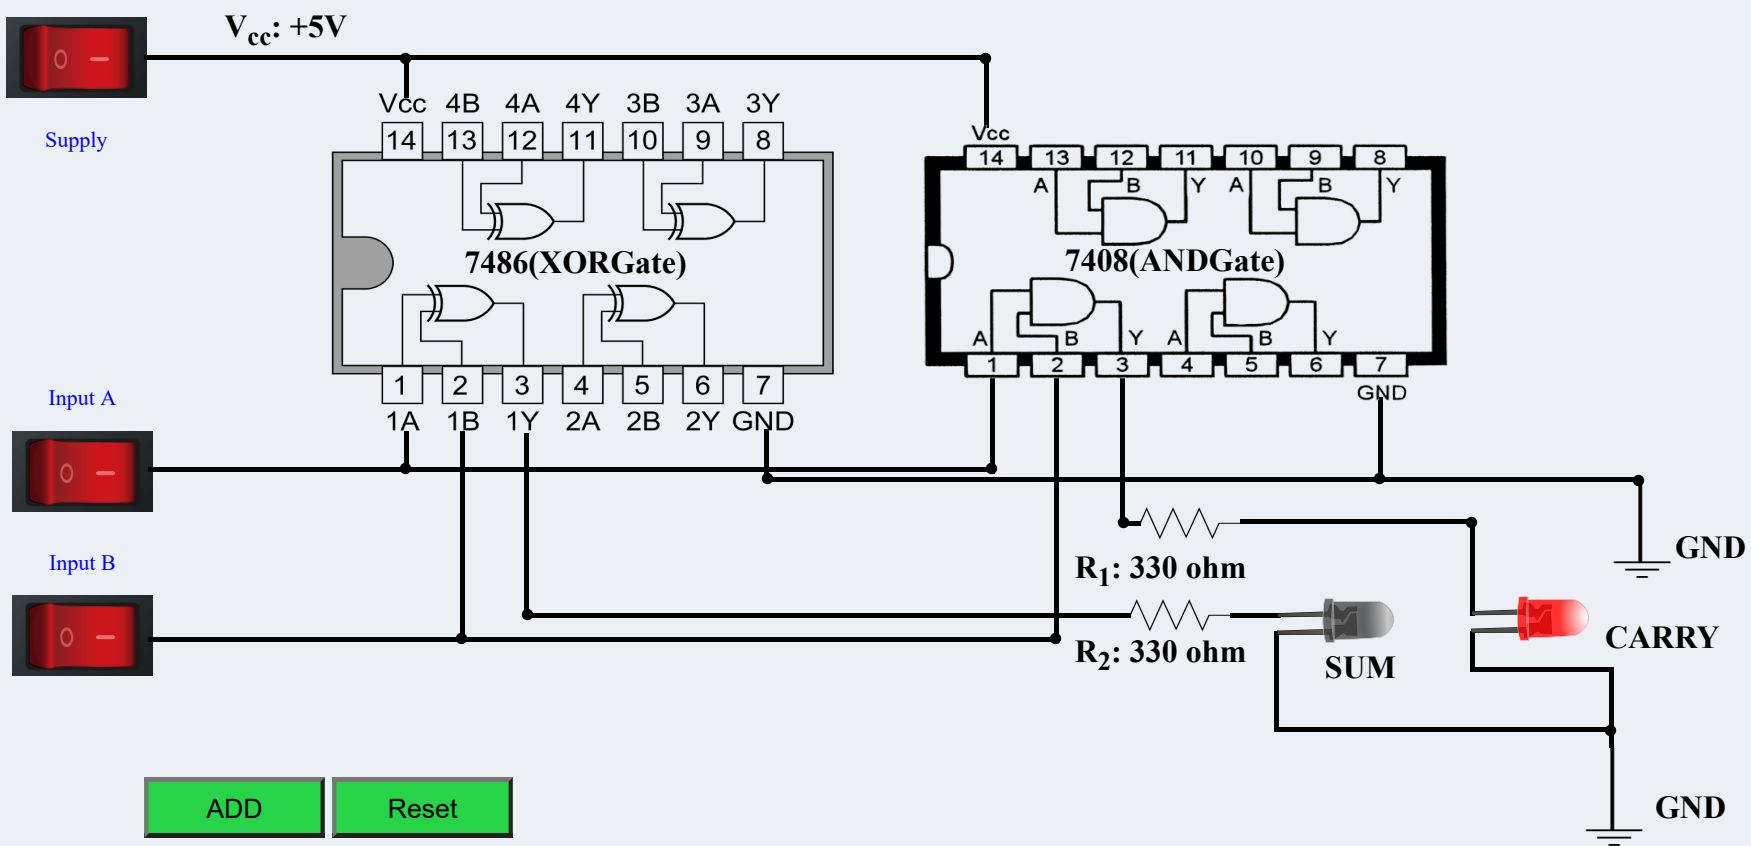 Vcc: +5V
Supply
Vcc 4B 4A 4Y 3B 3A 3Y
14 13 12 11 10 9 8
7486(XORGate)
1 2 3 4 5 6 7
1A 1B 1Y 2A 2B 2Y GND
Vcc
14 13 12 11 10 9 8
A B Y A B Y
7408(ANDGate)
A B Y A B Y
1 2 3 4 5 6 7
GND
Input A
Input B
GND
R1: 330 ohm
R2: 330 ohm
SUM
CARRY
ADD
Reset
GND